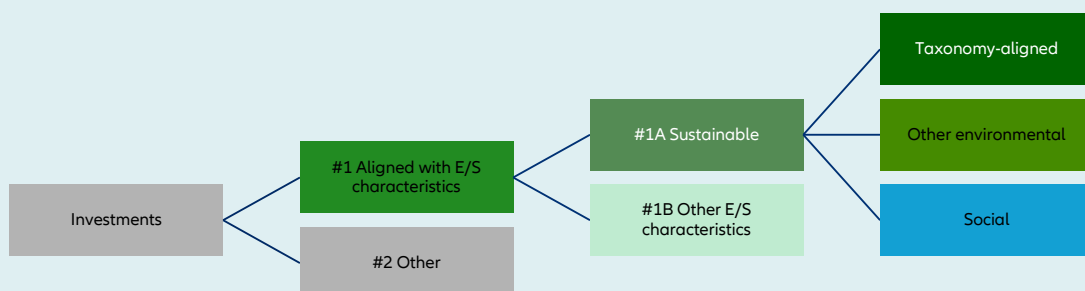 Investments
#1 Aligned with E/S
characteristics
#2 Other
#1A Sustainable
#1B Other E/S
characteristics
Taxonomy-aligned
Other environmental
Social